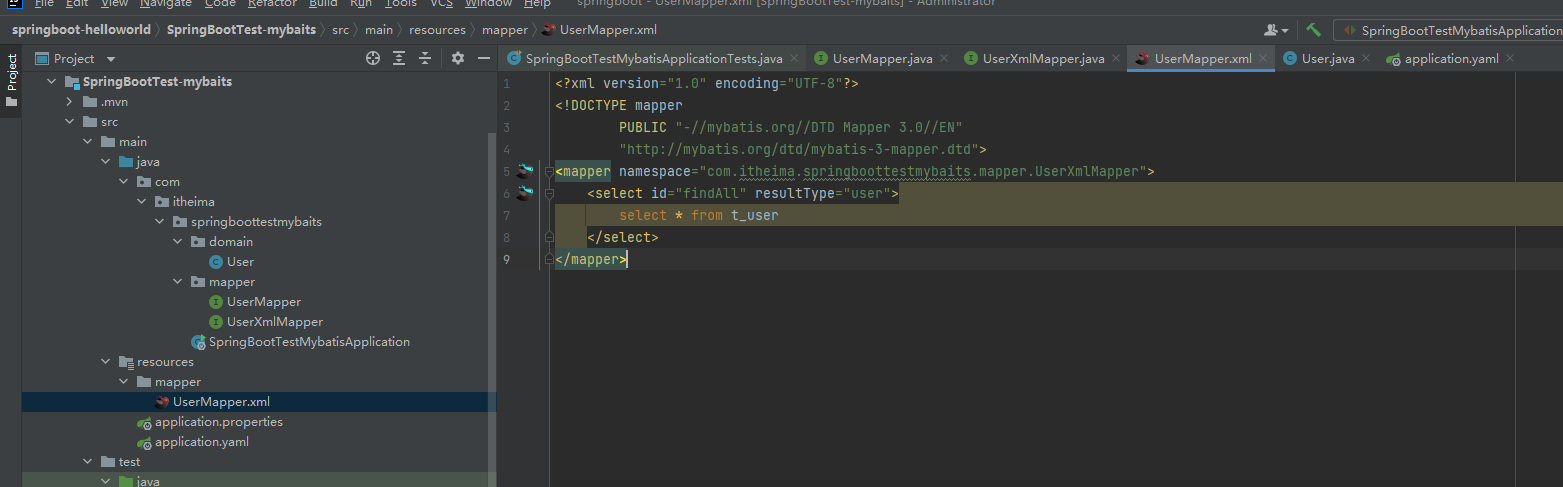 File Edit View Navigate Code Refactor Build Run Tools VCS Window Help springboot - UserMapper.xml [SpringBootTest-mybaits] - Administrator
springboot-helloworld SpringBootTest-mybaits src main resources mapper UserMapper.xml SpringBootTestMybatisApplication
Project
Project
SpringBootTestMybatisApplicationTests.java UserMapper.java UserXmlMapper.java UserMapper.xml User.java application.yaml
SpringBootTest-mybaits
.mvn
src
main
java
com
itheima
springboottestmybaits
domain
User
mapper
UserMapper
UserXmlMapper
SpringBootTestMybatisApplication
resources
mapper
UserMapper.xml
application.properties
application.yaml
test
java
1 <?xml version="1.0" encoding="UTF-8"?>
2 <!DOCTYPE mapper
3 PUBLIC "-//mybatis.org//DTD Mapper 3.0//EN"
4 "http://mybatis.org/dtd/mybatis-3-mapper.dtd">
5 <mapper namespace="com.itheima.springboottestmybaits.mapper.UserXmlMapper">
6 <select id="findAll" resultType="user">
7 select * from t_user
8 </select>
9 </mapper>